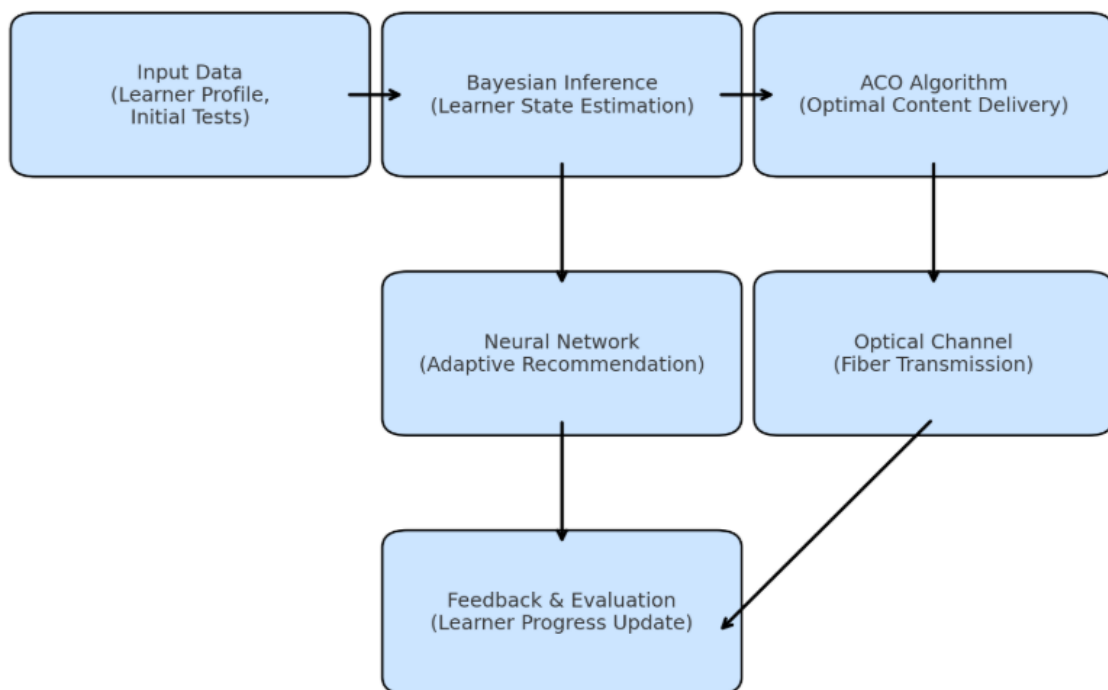 Input Data
(Learner Profile,
Initial Tests)
Bayesian Inference
(Learner State Estimation)
ACO Algorithm
(Optimal Content Delivery)
Neural Network
(Adaptive Recommendation)
Optical Channel
(Fiber Transmission)
Feedback & Evaluation
(Learner Progress Update)